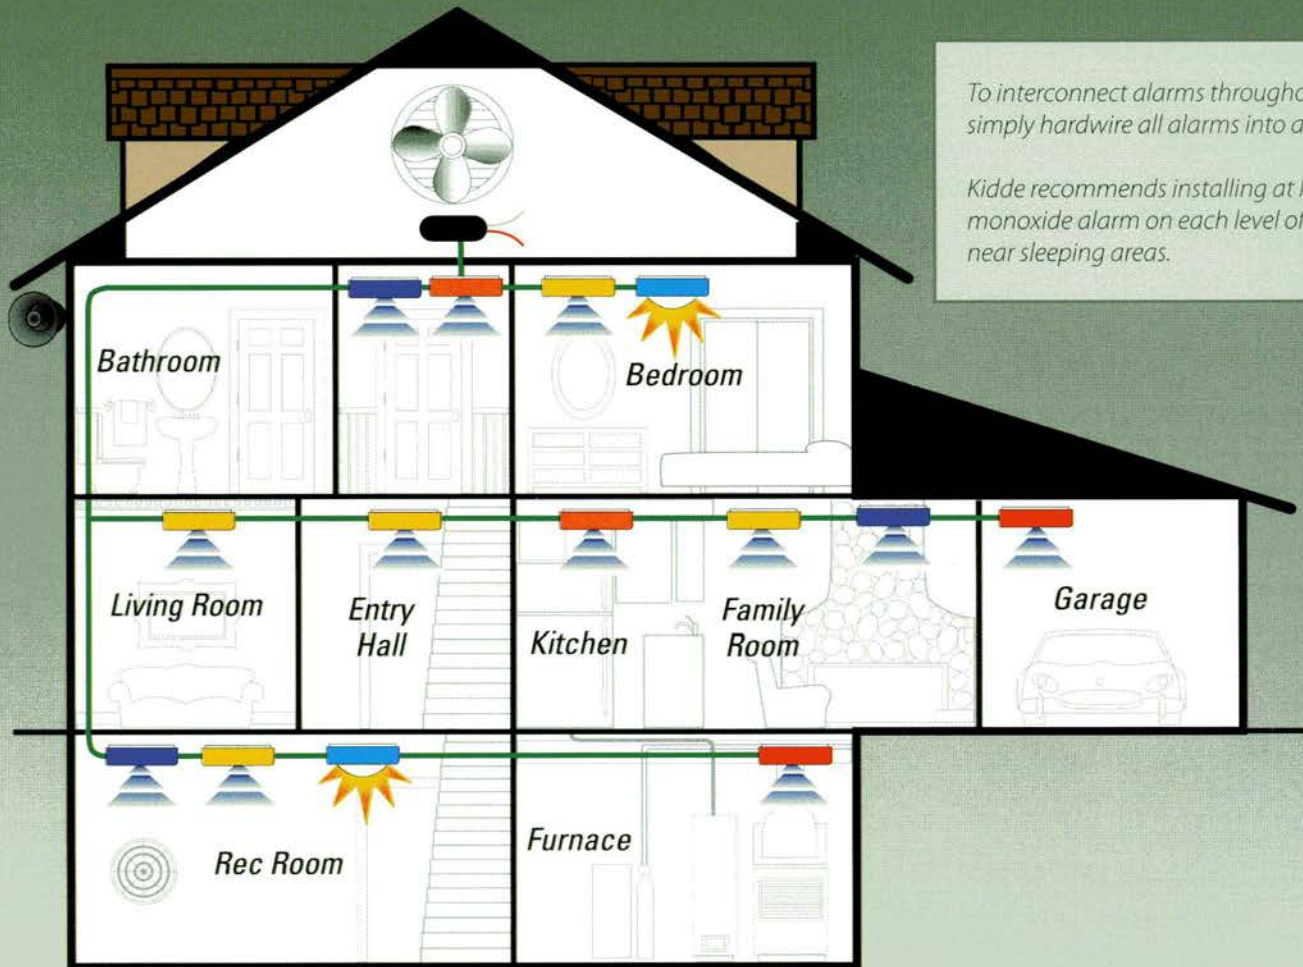 To interconnect alarms
simply hardwire all alarms into
Kidde recommends installing at
monoxide alarm on each level of
near sleeping areas.
Bathroom
Bedroom
Living Room
Entry
Hall
Kitchen
Family
Room
Garage
Rec Room
Furnace